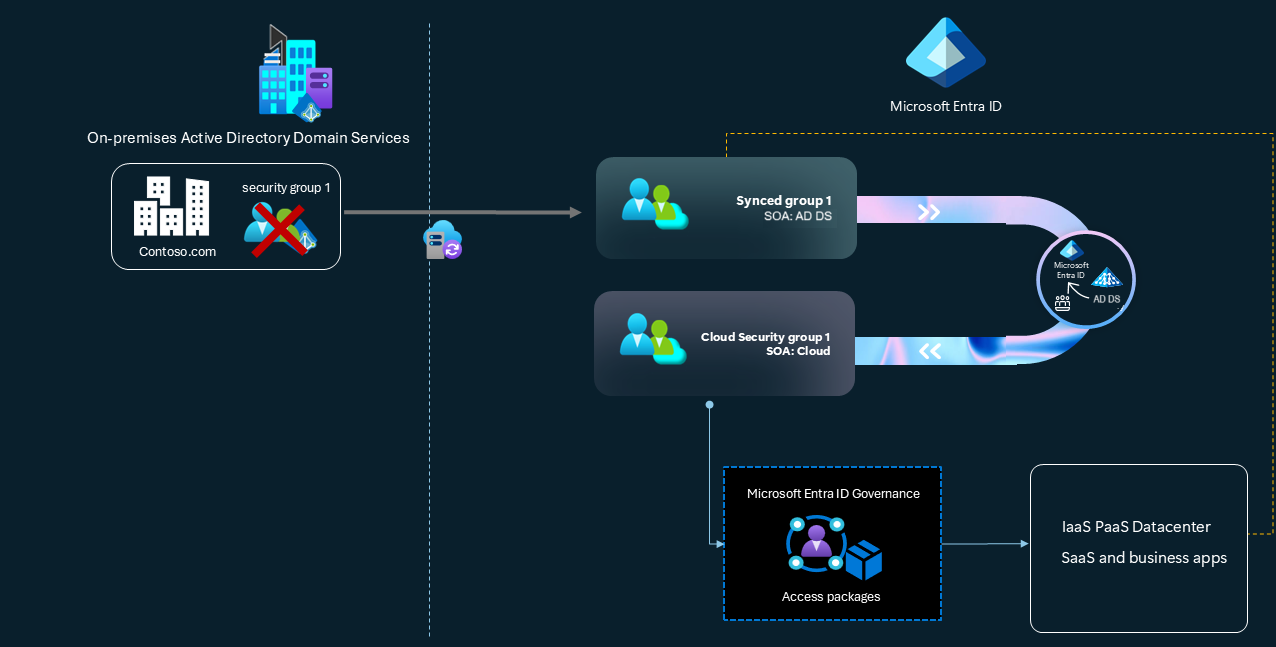 Microsoft Entra ID
On-premises Active Directory Domain Services
security group 1
Contoso.com
Synced group 1
SOA: AD DS
Microsoft
Entra ID
AD DS
Cloud Security group 1
SOA: Cloud
Microsoft Entra ID Governance
Access packages
IaaS PaaS Datacenter
SaaS and business apps